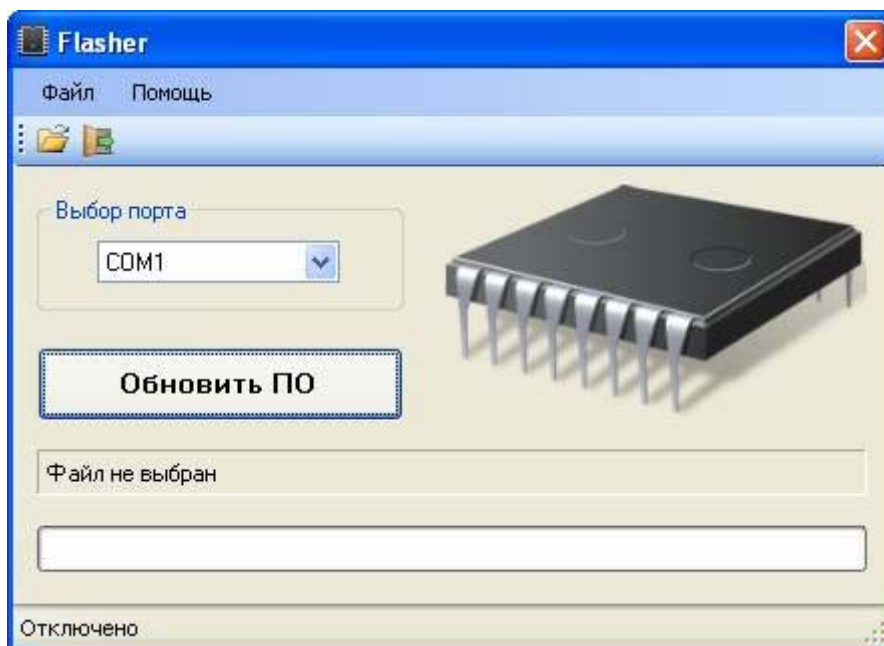 Flasher
Файл Помощь
Выбор порта
COM1
Обновить ПО
Файл не выбран
Отключено